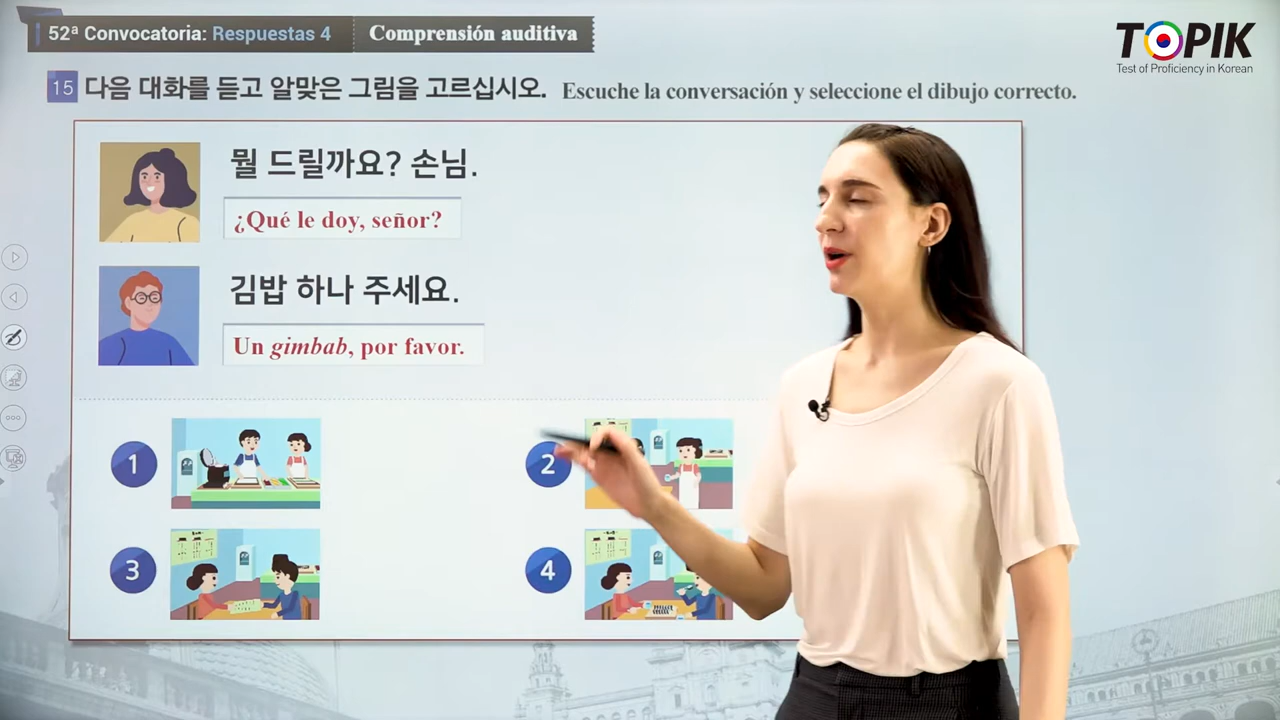 52ª Convocatoria: Respuestas 4
Comprensión auditiva
TOPIK
Test of Proficiency in Korean
15 다음 대화를 듣고 알맞은 그림을 고르십시오. Escuche la conversación y seleccione el dibujo correcto.
뭘 드릴까요? 손님.
¿Qué le doy, señor?
김밥 하나 주세요.
Un gimbab, por favor.
1
2
3
4